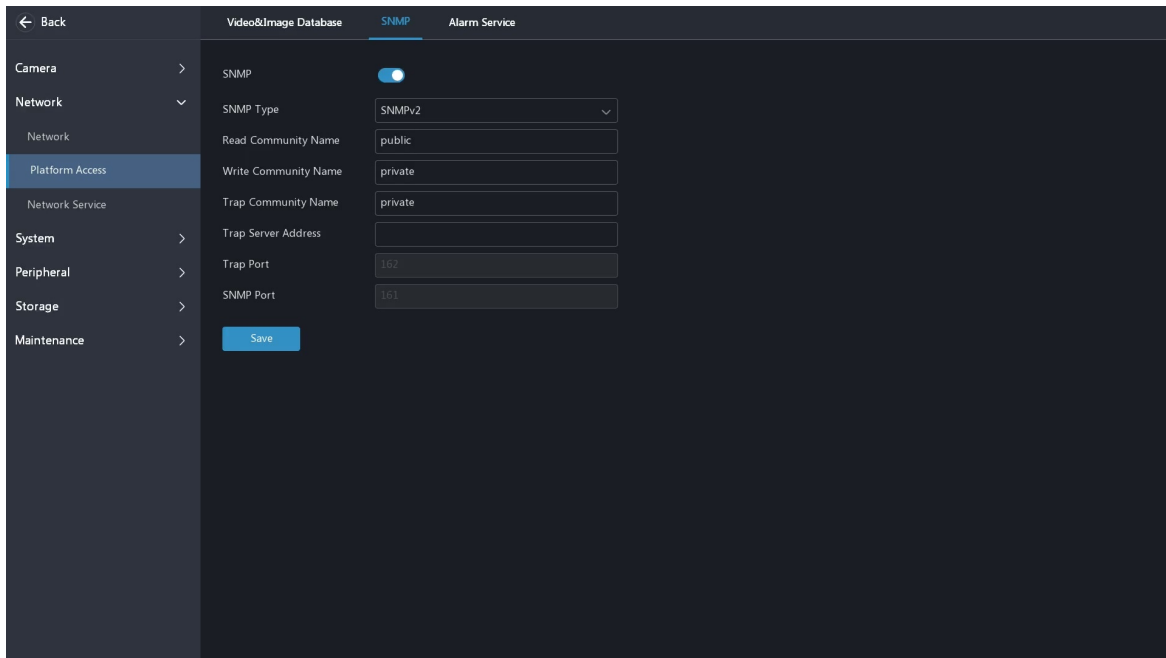 Back
Video&Image Database SNMP Alarm Service
Camera
Network
Network
Platform Access
Network Service
System
Peripheral
Storage
Maintenance
SNMP
SNMP Type SNMPv2
Read Community Name public
Write Community Name private
Trap Community Name private
Trap Server Address
Trap Port 162
SNMP Port 161
Save